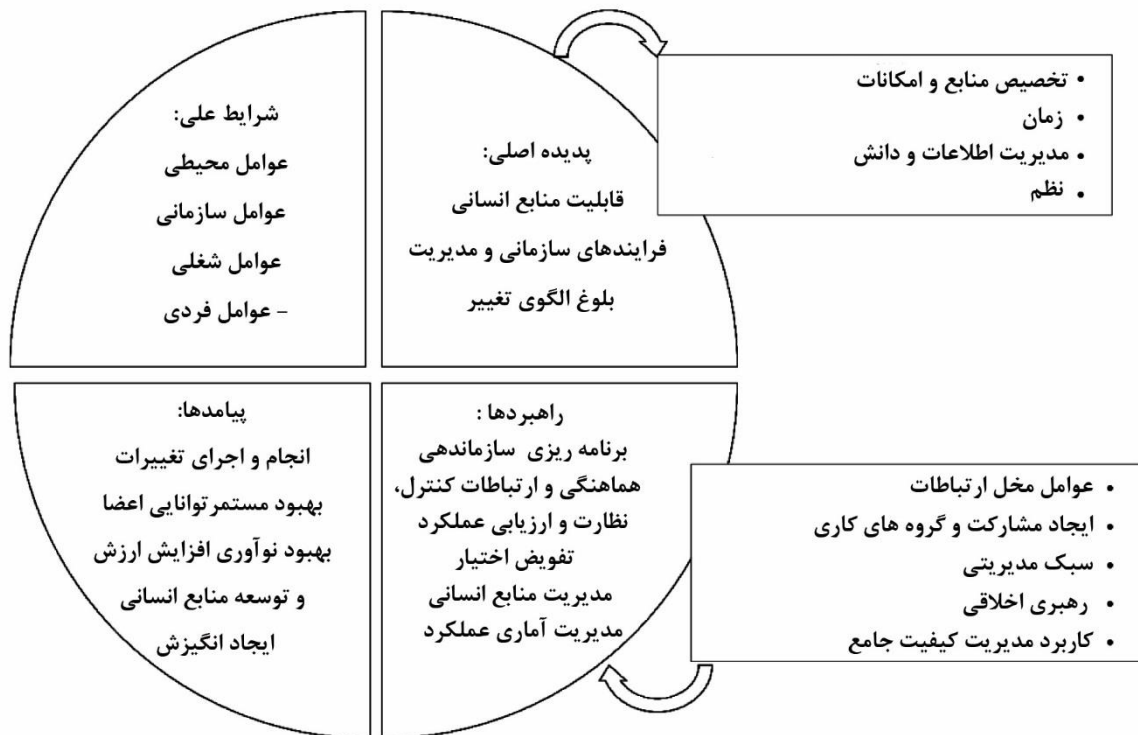 شرایط علی:
عوامل محیطی
عوامل سازمانی
عوامل شغلی
– عوامل فردی
پدیده اصلی:
قابلیت منابع انسانی
فرایندهای سازمانی و مدیریت
بلوغ الگوی تغییر
• تخصیص منابع و امکانات
• زمان
• مدیریت اطلاعات و دانش
• نظم
پیامدها:
انجام و اجرای تغییرات
بهبود مستمرتوانایی اعضا
بهبود نوآوری افزایش ارزش
و توسعه منابع انسانی
ایجاد انگیزش
راهبردها :
برنامه ریزی سازماندهی
هماهنگی و ارتباطات کنترل،
نظارت و ارزیابی عملکرد
تفویض اختیار
مدیریت منابع انسانی
مدیریت آماری عملکرد
• عوامل مخل ارتباطات
• ایجاد مشارکت و گروه های کاری
• سبک مدیریتی
• رهبری اخلاقی
• کاربرد مدیریت کیفیت جامع